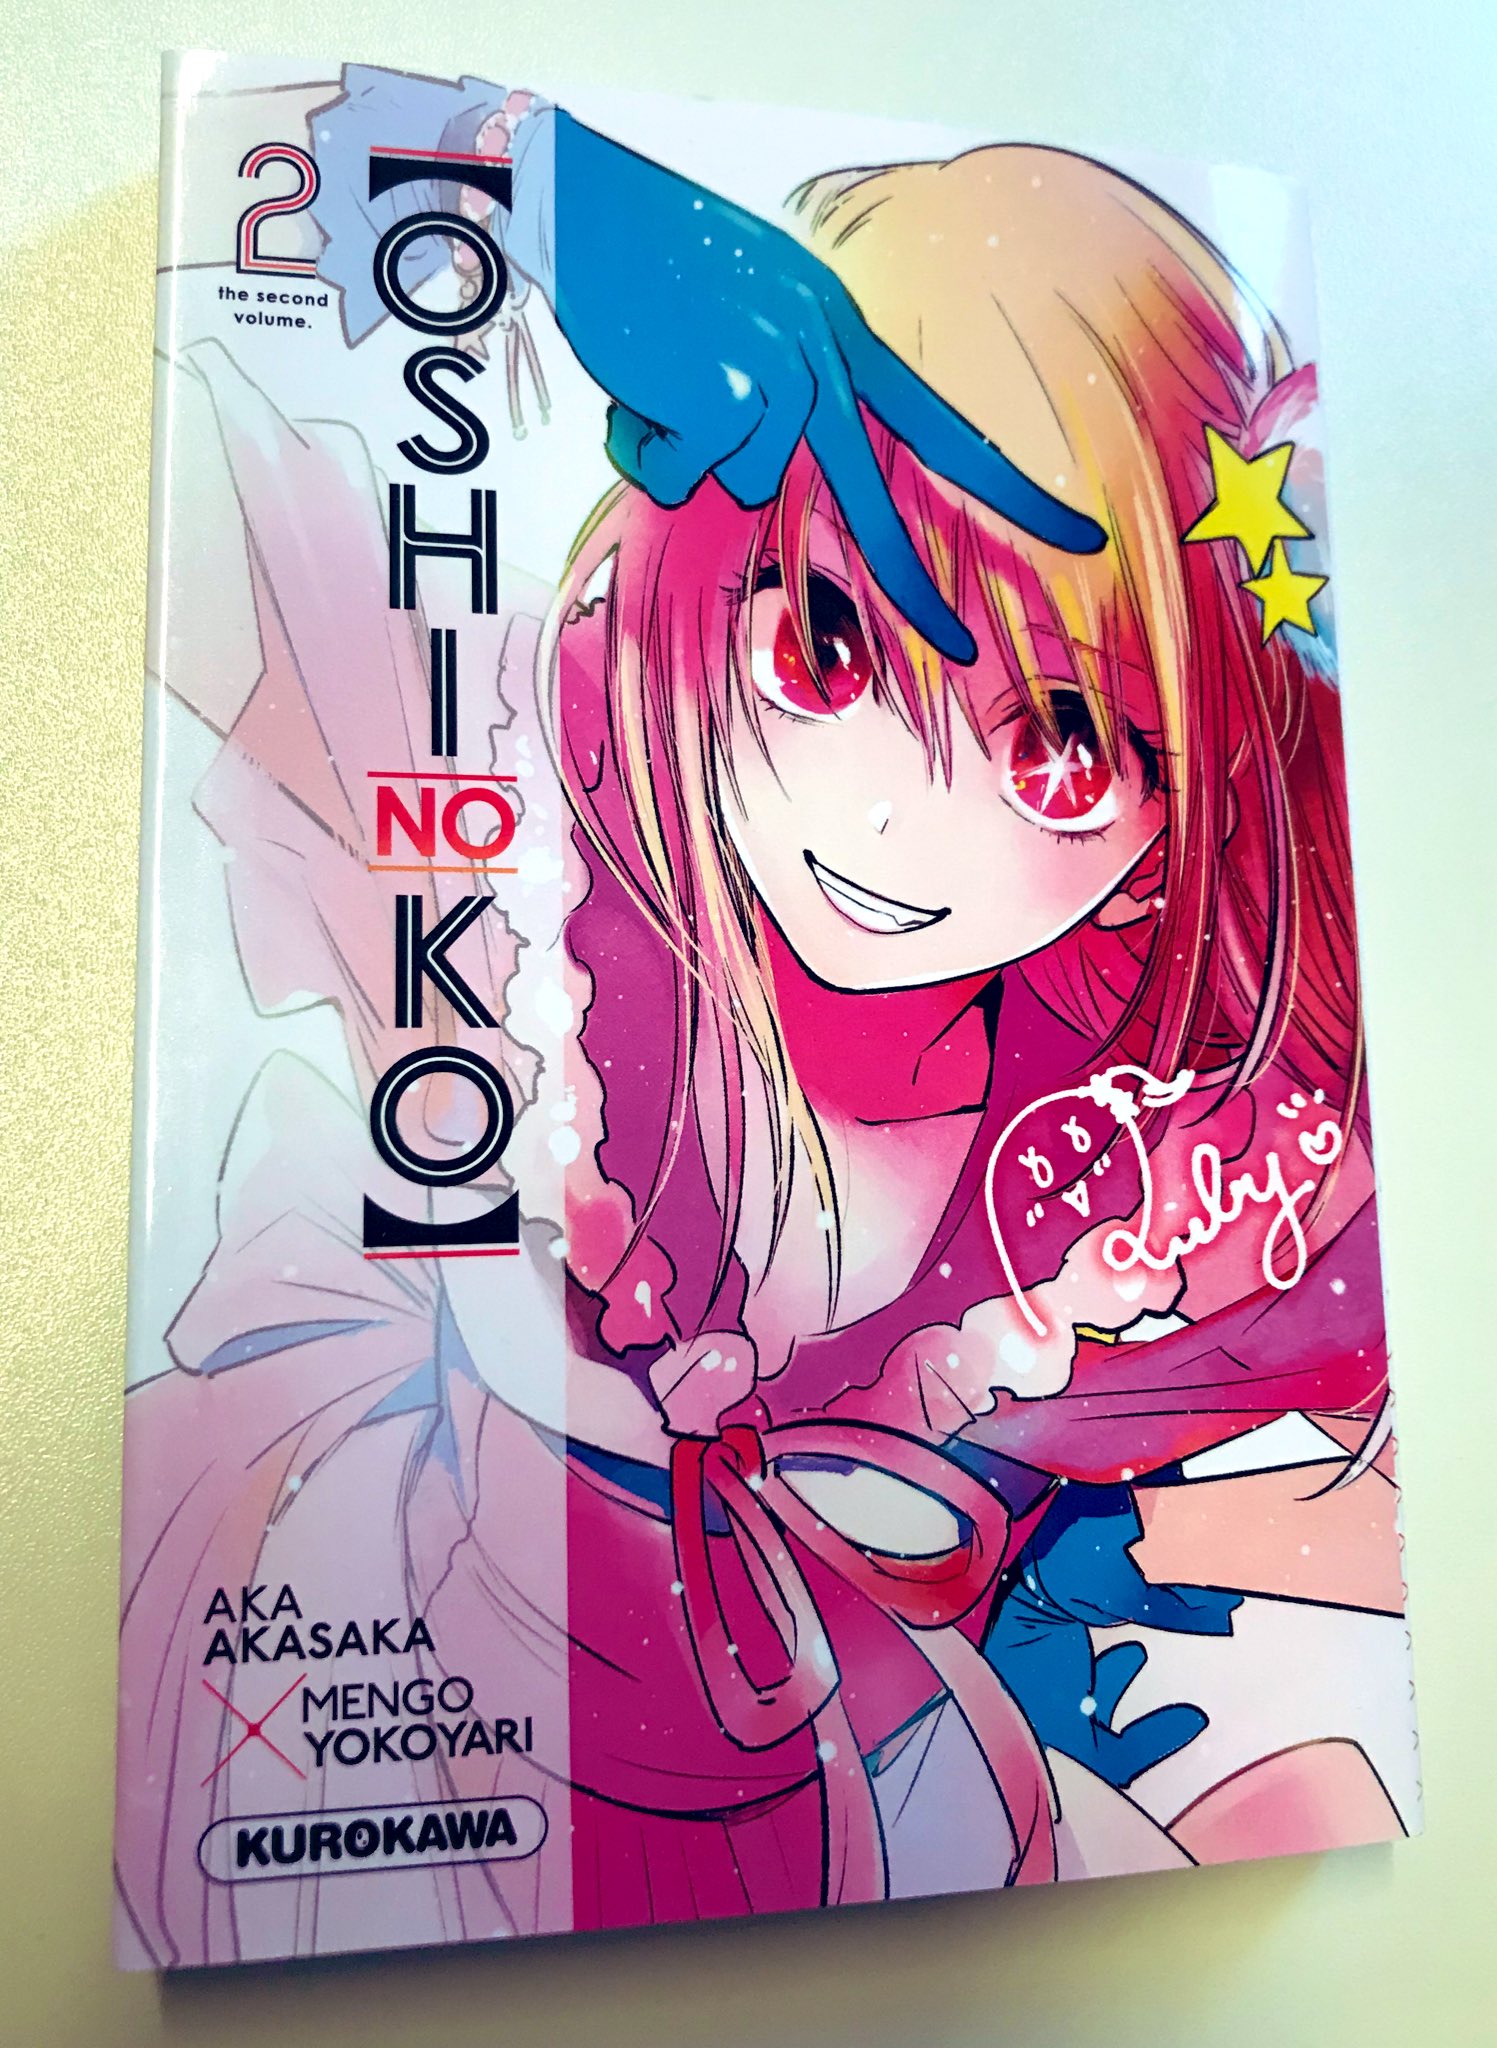 2
the second
volume.
【OSHI NO KO】
Ruby
AKA
AKASAKA
× MENGO
YOKOYARI
KUROKAWA